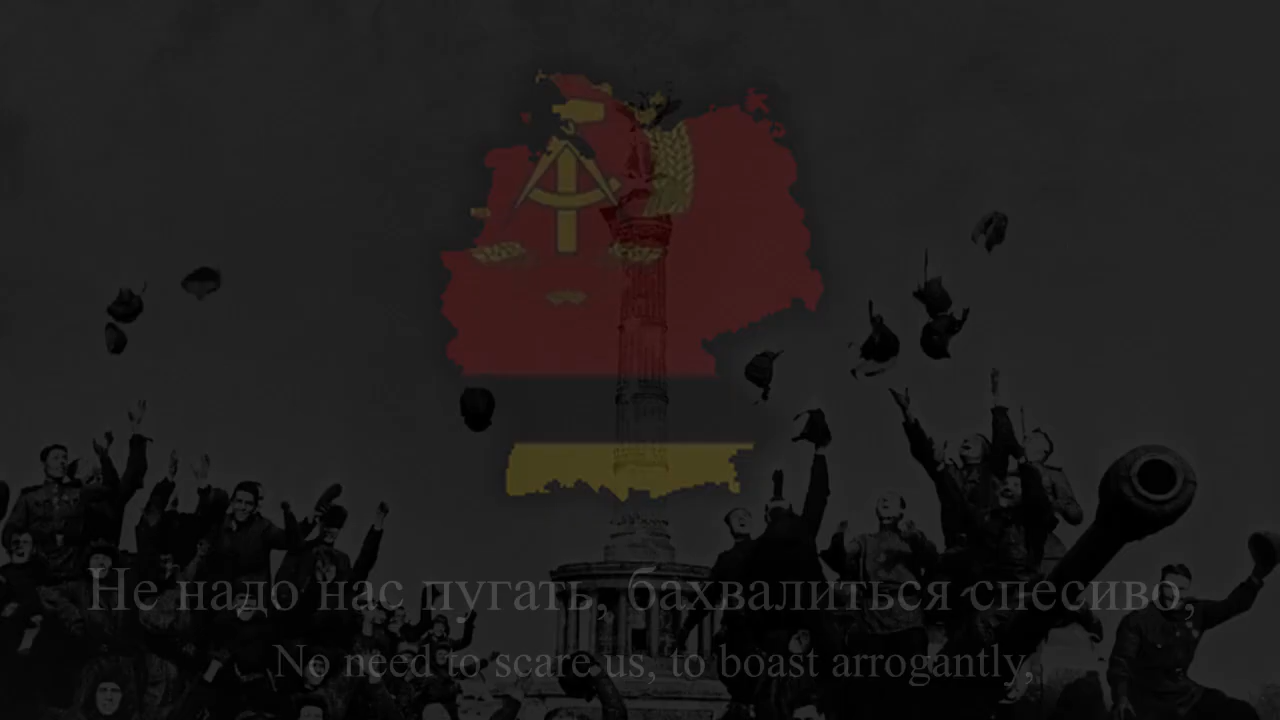 Не надо нас пугать, бахвалиться спесиво,
No need to scare us, to boast arrogantly,